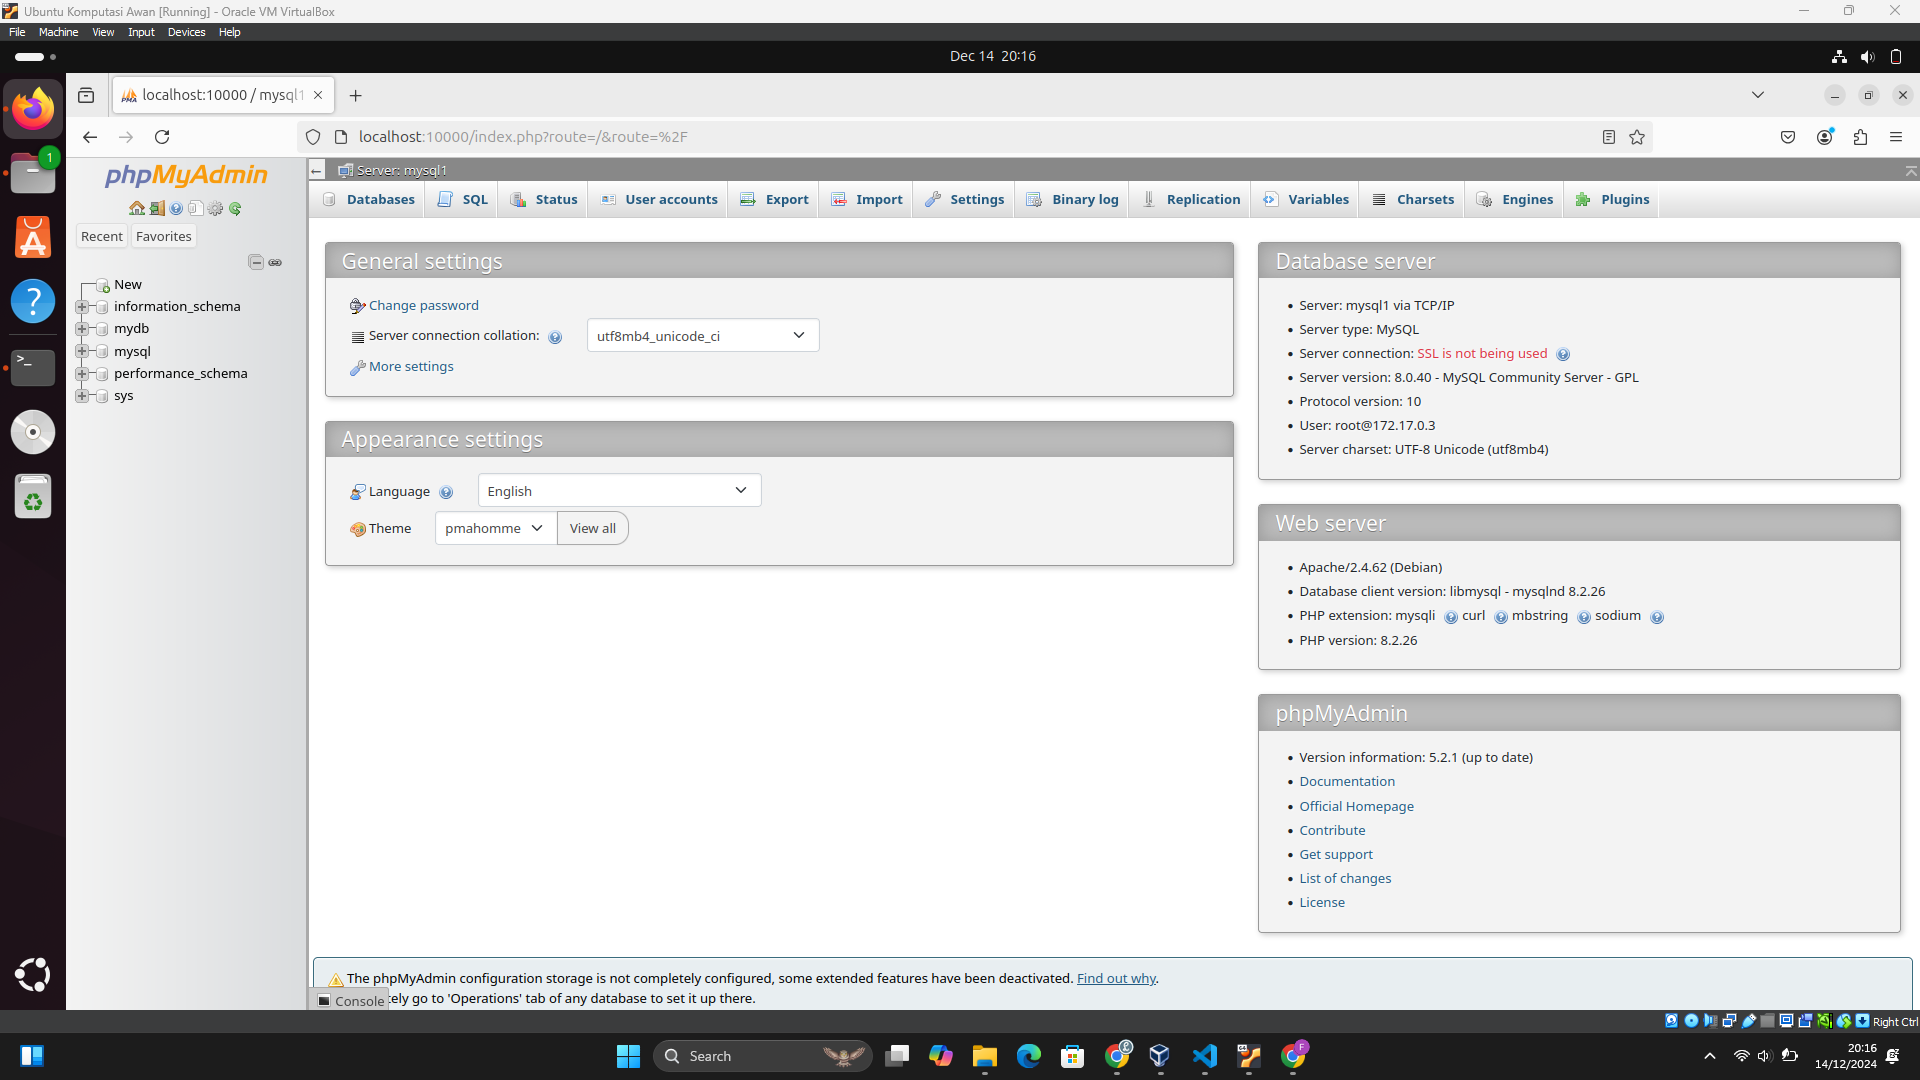 Ubuntu Komputasi Awan [Running] - Oracle VM VirtualBox
File Machine View Input Devices Help
Dec 14 20:16
localhost:10000 / mysql1
localhost:10000/index.php?route=/&route=%2F
1
phpMyAdmin
Recent Favorites
New
information_schema
mydb
mysql
performance_schema
sys
Server: mysql1
Databases SQL Status User accounts Export Import Settings Binary log Replication Variables Charsets Engines Plugins
General settings
Change password
Server connection collation: utf8mb4_unicode_ci
More settings
Appearance settings
Language English
Theme pmahomme View all
Database server
Server: mysql1 via TCP/IP
Server type: MySQL
Server connection: SSL is not being used
Server version: 8.0.40 - MySQL Community Server - GPL
Protocol version: 10
User: root@172.17.0.3
Server charset: UTF-8 Unicode (utf8mb4)
Web server
Apache/2.4.62 (Debian)
Database client version: libmysql - mysqlnd 8.2.26
PHP extension: mysqli curl mbstring sodium
PHP version: 8.2.26
phpMyAdmin
Version information: 5.2.1 (up to date)
Documentation
Official Homepage
Contribute
Get support
List of changes
License
The phpMyAdmin configuration storage is not completely configured, some extended features have been deactivated. Find out why.
Console
go to 'Operations' tab of any database to set it up there.
Right Ctrl
Search
20:16
14/12/2024